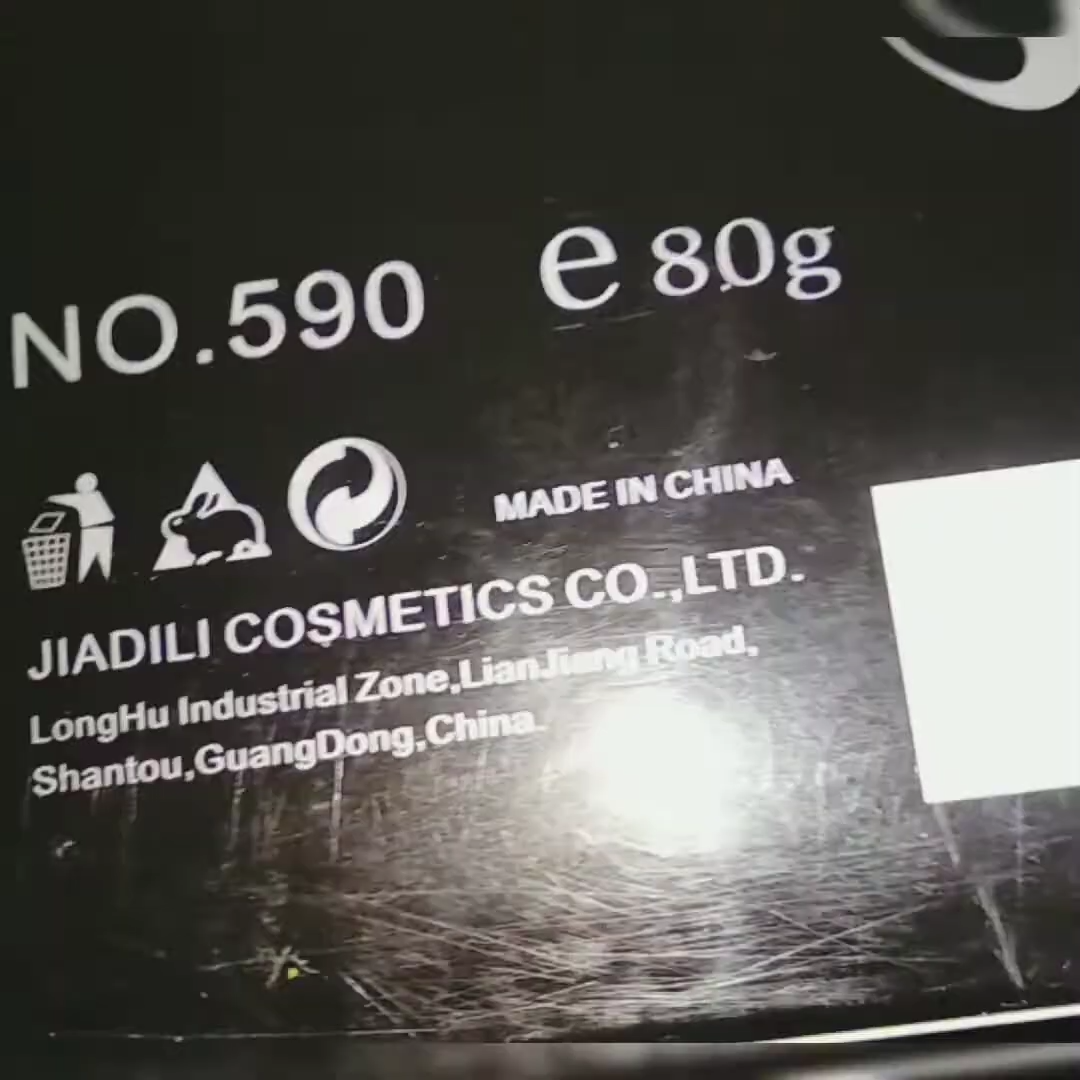 NO.590 e 80g
MADE IN CHINA
JIADILI COSMETICS CO.,LTD.
LongHu Industrial Zone,LianJiang Road,
Shantou,GuangDong,China.